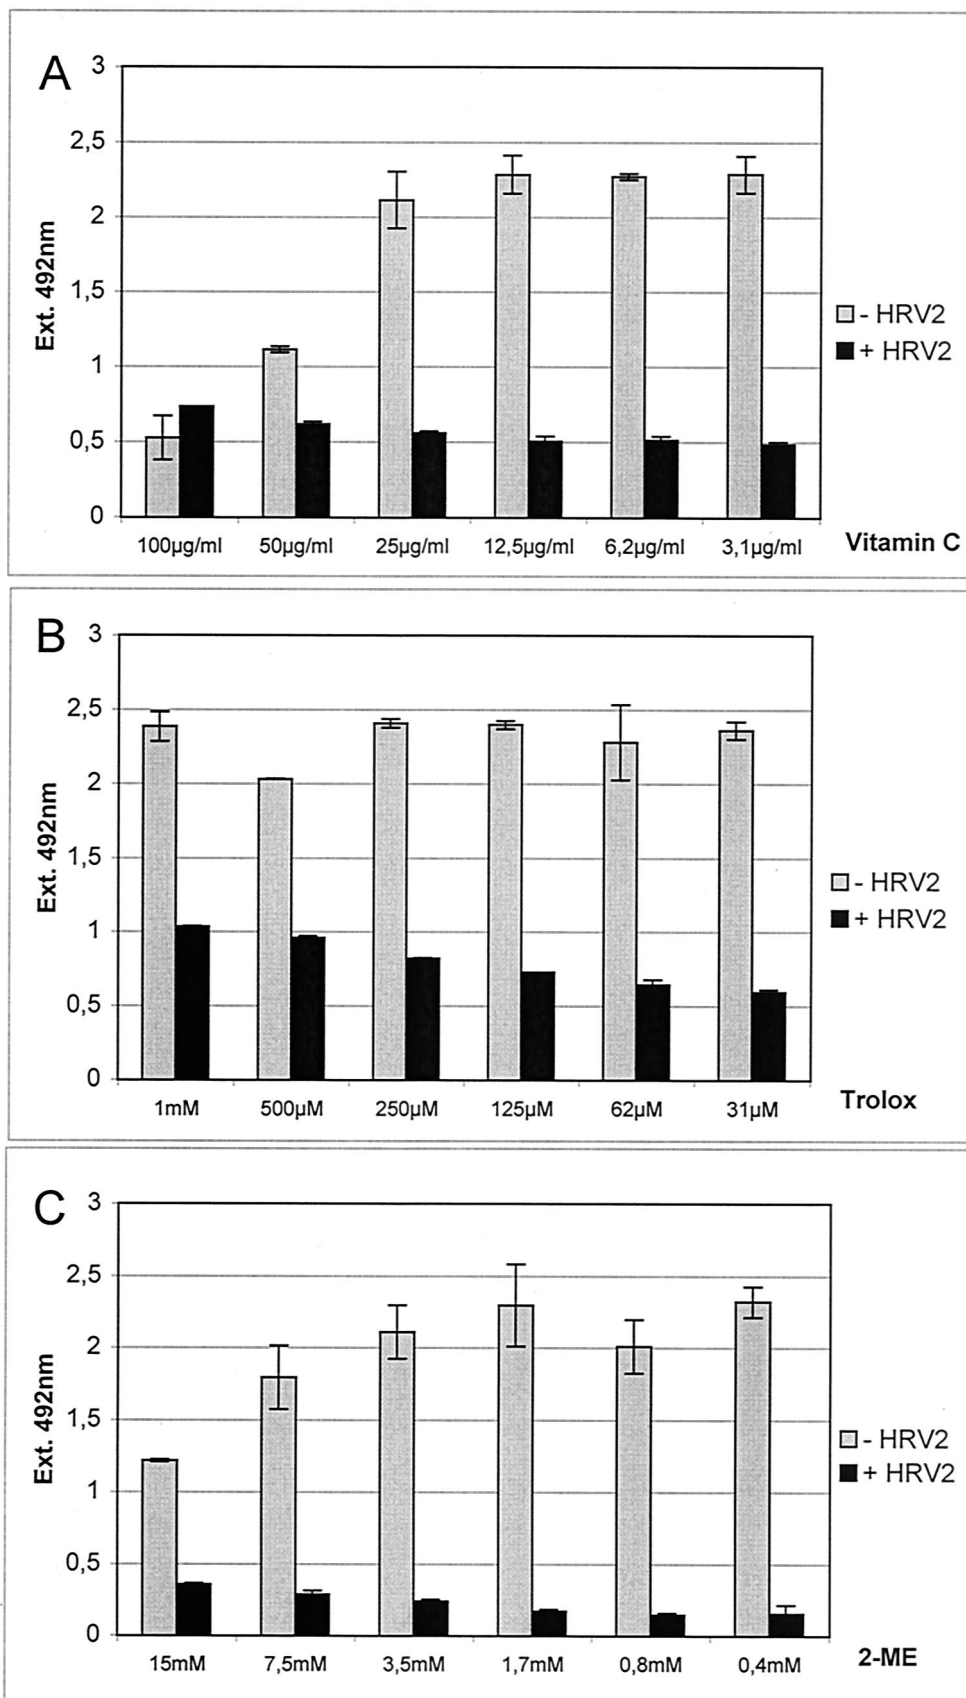 A
3
2,5
2
1,5
1
0,5
0
Ext. 492nm
100µg/ml 50µg/ml 25µg/ml 12,5µg/ml 6,2µg/ml 3,1µg/ml
Vitamin C
- HRV2
+ HRV2
B
3
2,5
2
1,5
1
0,5
0
Ext. 492nm
1mM 500µM 250µM 125µM 62µM 31µM
Trolox
- HRV2
+ HRV2
C
3
2,5
2
1,5
1
0,5
0
Ext. 492nm
15mM 7,5mM 3,5mM 1,7mM 0,8mM 0,4mM
2-ME
- HRV2
+ HRV2